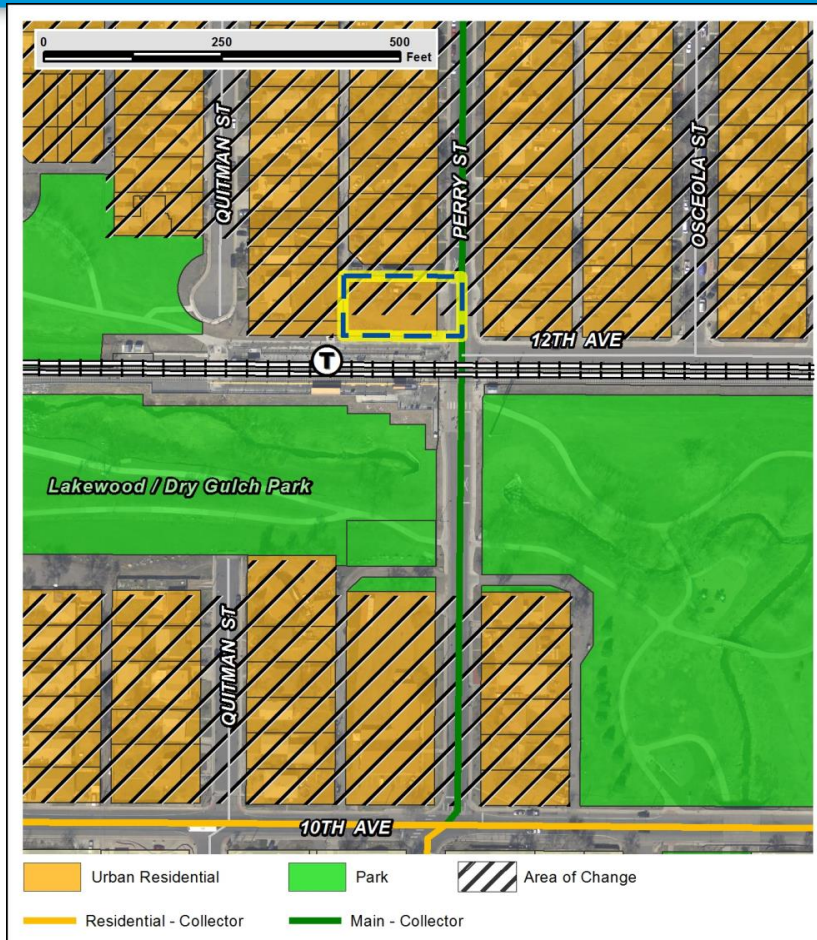 0 250 500
Feet
QUITMAN ST
PERRY ST
OSCEOLA ST
12TH AVE
T
Lakewood / Dry Gulch Park
QUITMAN ST
10TH AVE
Urban Residential
Park
Area of Change
Residential - Collector
Main - Collector